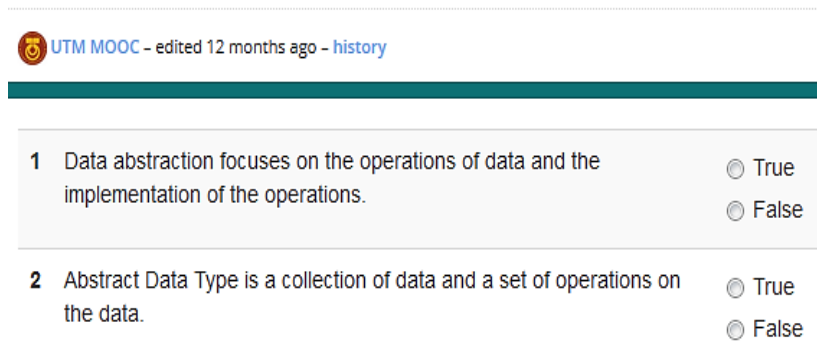 UTM MOOC – edited 12 months ago – history
1 Data abstraction focuses on the operations of data and the
implementation of the operations.
True
False
2 Abstract Data Type is a collection of data and a set of operations on
the data.
True
False